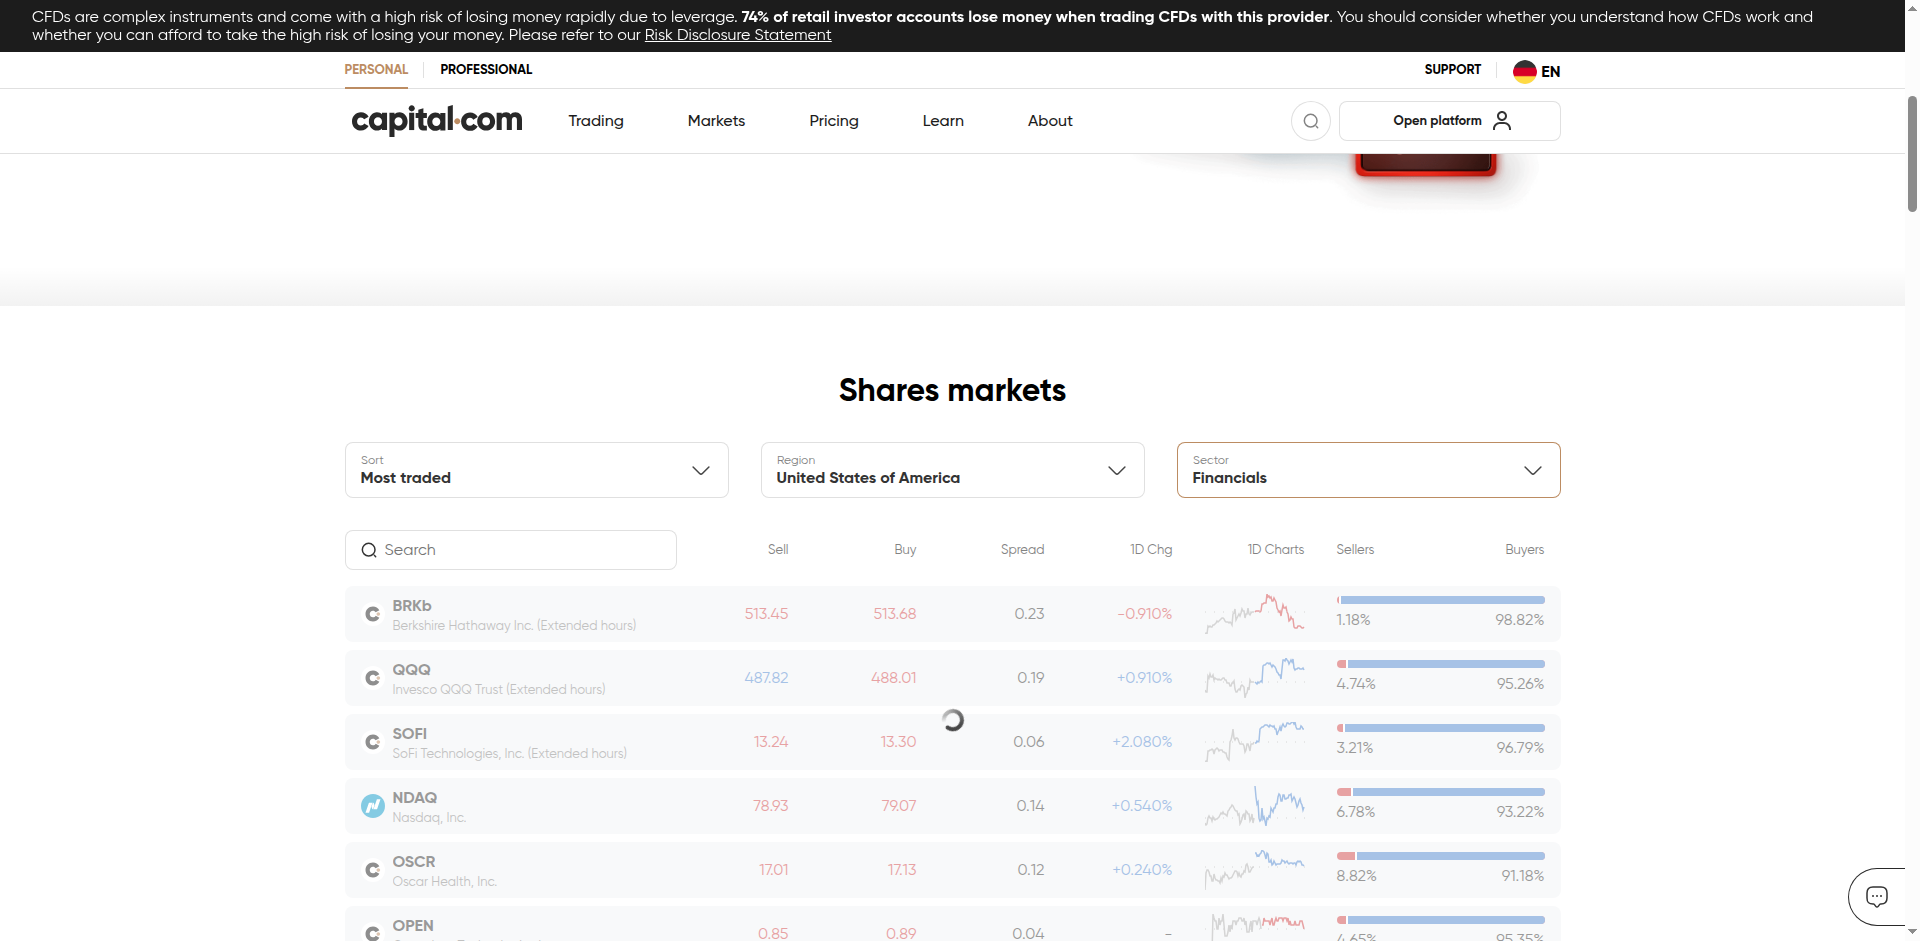 CFDs are complex instruments and come with a high risk of losing money rapidly due to leverage. 74% of retail investor accounts lose money when trading CFDs with this provider. You should consider whether you understand how CFDs work and
whether you can afford to take the high risk of losing your money. Please refer to our Risk Disclosure Statement
PERSONAL PROFESSIONAL SUPPORT EN
capital.com Trading Markets Pricing Learn About Open platform
Shares markets
Sort
Most traded
Region
United States of America
Sector
Financials
Search Sell Buy Spread 1D Chg 1D Charts Sellers Buyers
BRKb
Berkshire Hathaway Inc. (Extended hours)
513.45 513.68 0.23 -0.910% 1.18% 98.82%
QQQ
Invesco QQQ Trust (Extended hours)
487.82 488.01 0.19 +0.910% 4.74% 95.26%
SOFI
SoFi Technologies, Inc. (Extended hours)
13.24 13.30 0.06 +2.080% 3.21% 96.79%
NDAQ
Nasdaq, Inc.
78.93 79.07 0.14 +0.540% 6.78% 93.22%
OSCR
Oscar Health, Inc.
17.01 17.13 0.12 +0.240% 8.82% 91.18%
OPEN
0.85 0.89 0.04 - 4.65% 95.35%